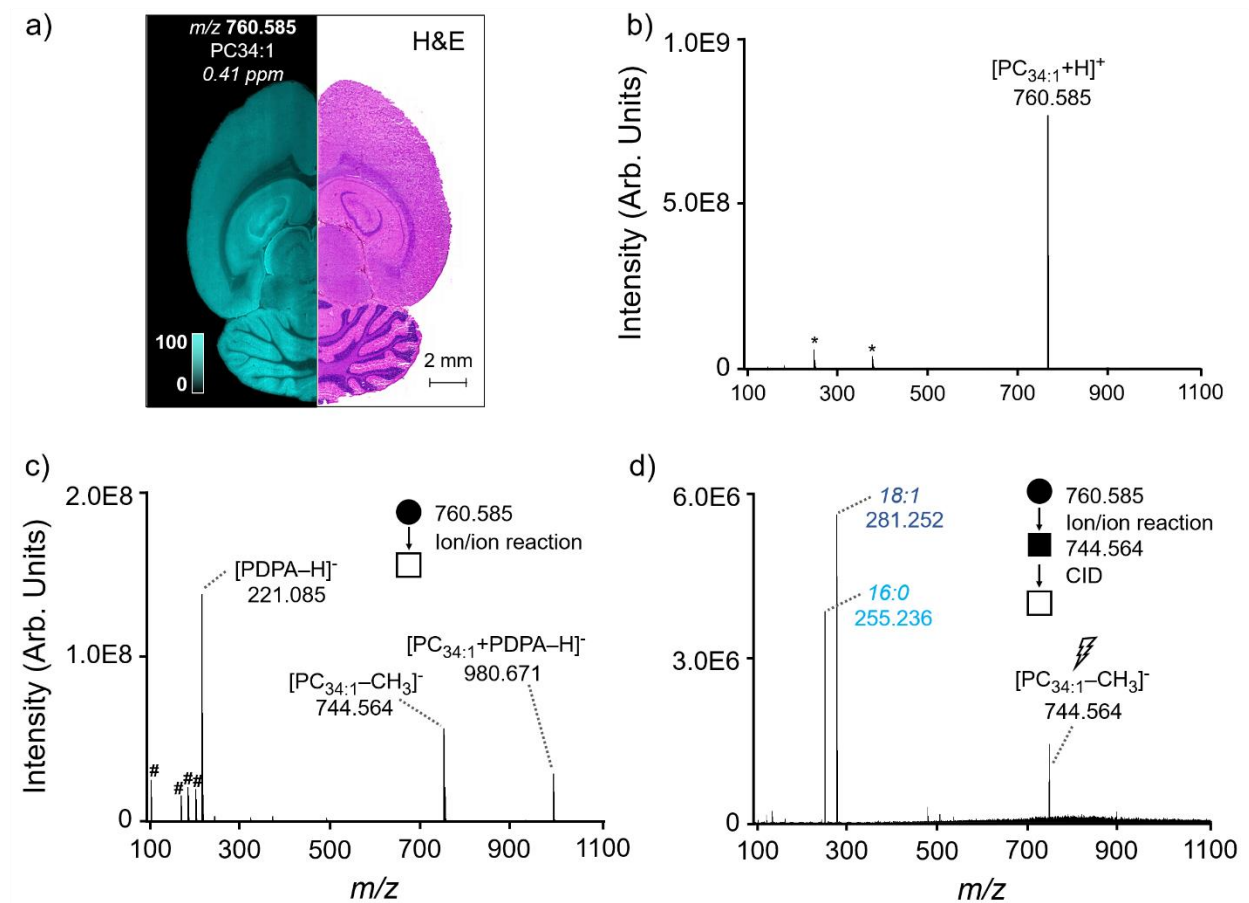 a)
m/z 760.585
PC34:1
0.41 ppm
H&E
100
0
2 mm
b)
Intensity (Arb. Units)
1.0E9
5.0E8
0
[PC34:1+H]+
760.585
* *
100 300 500 700 900 1100
c)
Intensity (Arb. Units)
2.0E8
1.0E8
0
760.585
Ion/ion reaction
[PDPA–H]-
221.085
[PC34:1+PDPA–H]-
980.671
[PC34:1–CH3]-
744.564
# # # #
100 300 500 700 900 1100
m/z
d)
6.0E6
3.0E6
0
18:1
281.252
16:0
255.236
760.585
Ion/ion reaction
744.564
CID
[PC34:1–CH3]-
744.564
100 300 500 700 900 1100
m/z